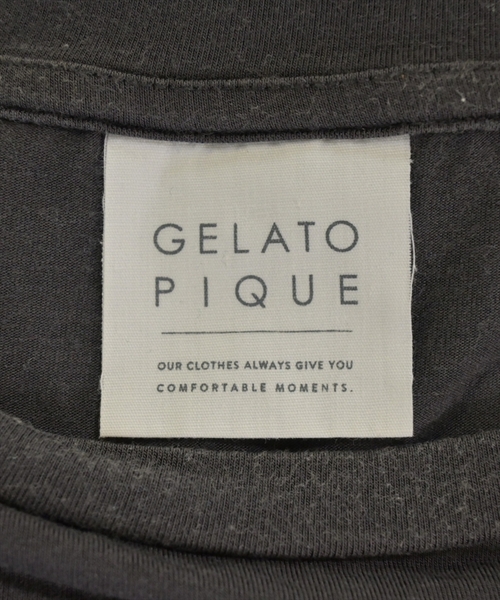 GELATO
PIQUE
OUR CLOTHES ALWAYS GIVE YOU
COMFORTABLE MOMENTS.